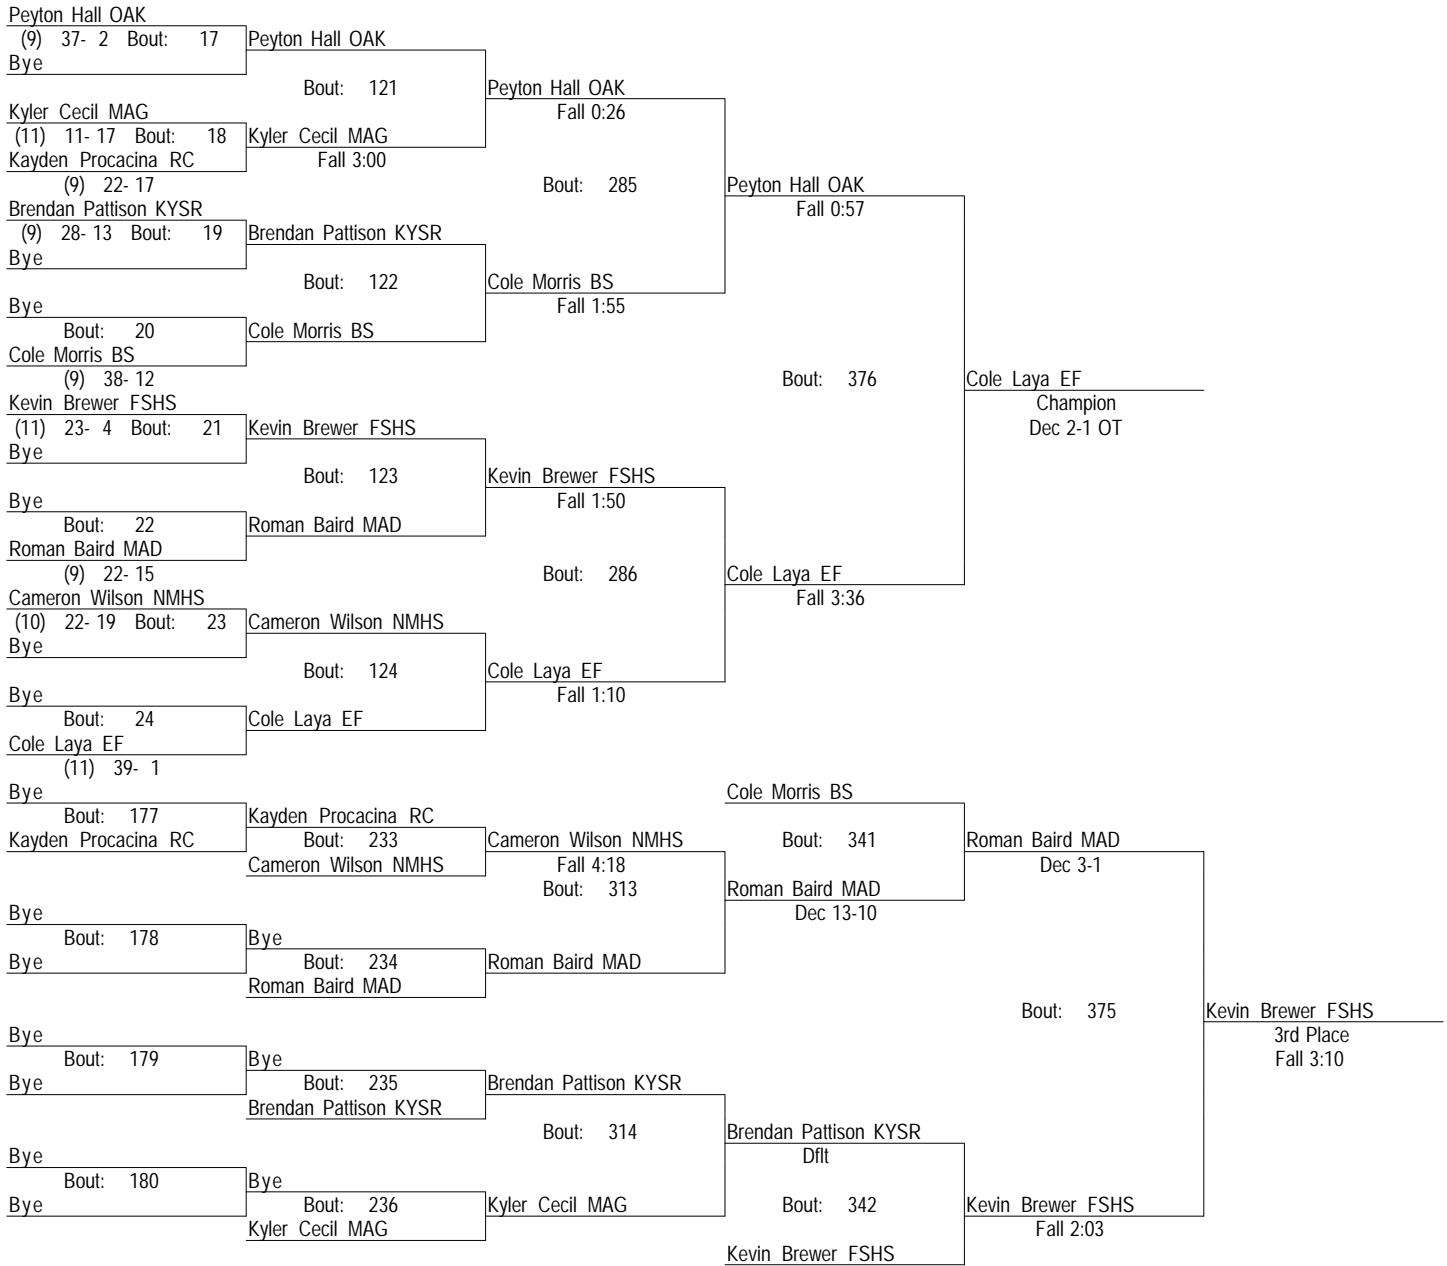 Peyton Hall OAK
(9) 37- 2 Bout: 17 Peyton Hall OAK
Bye
Bout: 121 Peyton Hall OAK
Kyler Cecil MAG Fall 0:26
(11) 11- 17 Bout: 18 Kyler Cecil MAG
Kayden Procacina RC Fall 3:00
(9) 22- 17 Bout: 285 Peyton Hall OAK
Brendan Pattison KYSR Fall 0:57
(9) 28- 13 Bout: 19 Brendan Pattison KYSR
Bye
Bout: 122 Cole Morris BS
Bye Fall 1:55
Bout: 20 Cole Morris BS
Cole Morris BS
(9) 38- 12 Bout: 376 Cole Laya EF
Kevin Brewer FSHS Champion
(11) 23- 4 Bout: 21 Kevin Brewer FSHS Dec 2-1 OT
Bye
Bout: 123 Kevin Brewer FSHS
Bye Fall 1:50
Bout: 22 Roman Baird MAD
Roman Baird MAD
(9) 22- 15 Bout: 286 Cole Laya EF
Cameron Wilson NMHS Fall 3:36
(10) 22- 19 Bout: 23 Cameron Wilson NMHS
Bye
Bout: 124 Cole Laya EF
Bye Fall 1:10
Bout: 24 Cole Laya EF
Cole Laya EF
(11) 39- 1
Bye Cole Morris BS
Bout: 177 Kayden Procacina RC
Kayden Procacina RC Bout: 233 Cameron Wilson NMHS Bout: 341 Roman Baird MAD
Cameron Wilson NMHS Fall 4:18 Dec 3-1
Bout: 313 Roman Baird MAD
Bye Dec 13-10
Bout: 178 Bye
Bye Bout: 234 Roman Baird MAD
Roman Baird MAD
Bout: 375 Kevin Brewer FSHS
Bye 3rd Place
Bout: 179 Bye Fall 3:10
Bye Bout: 235 Brendan Pattison KYSR
Brendan Pattison KYSR
Bout: 314 Brendan Pattison KYSR
Bye Dflt
Bout: 180 Bye
Bye Bout: 236 Kyler Cecil MAG Bout: 342 Kevin Brewer FSHS
Kyler Cecil MAG Fall 2:03
Kevin Brewer FSHS